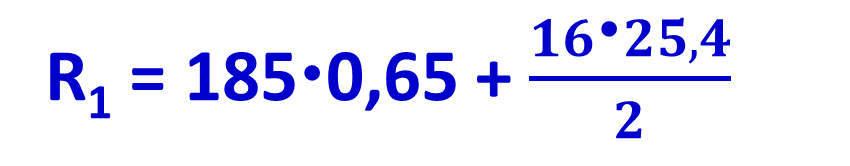 R₁ = 185·0,65 + 16·25,4
2